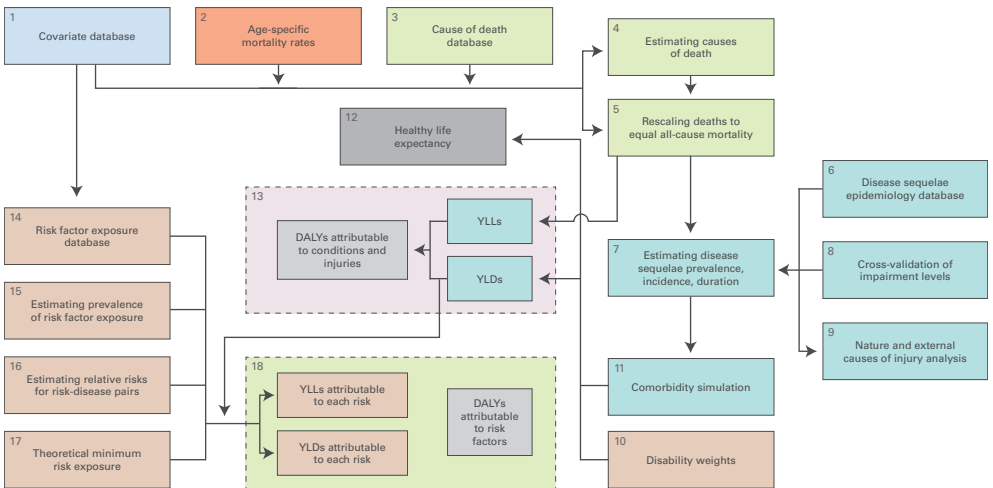 1
Covariate database
2
Age-specific
mortality rates
3
Cause of death
database
4
Estimating causes
of death
5
Rescaling deaths to
equal all-cause mortality
12
Healthy life
expectancy
6
Disease sequelae
epidemiology database
13
YLLs
DALYs attributable
to conditions and
injuries
YLDs
14
Risk factor exposure
database
7
Estimating disease
sequelae prevalence,
incidence, duration
8
Cross-validation of
impairment levels
15
Estimating prevalence
of risk factor exposure
9
Nature and external
causes of injury analysis
16
Estimating relative risks
for risk-disease pairs
18
YLLs attributable
to each risk
DALYs
attributable
to risk
factors
YLDs attributable
to each risk
11
Comorbidity simulation
17
Theoretical minimum
risk exposure
10
Disability weights